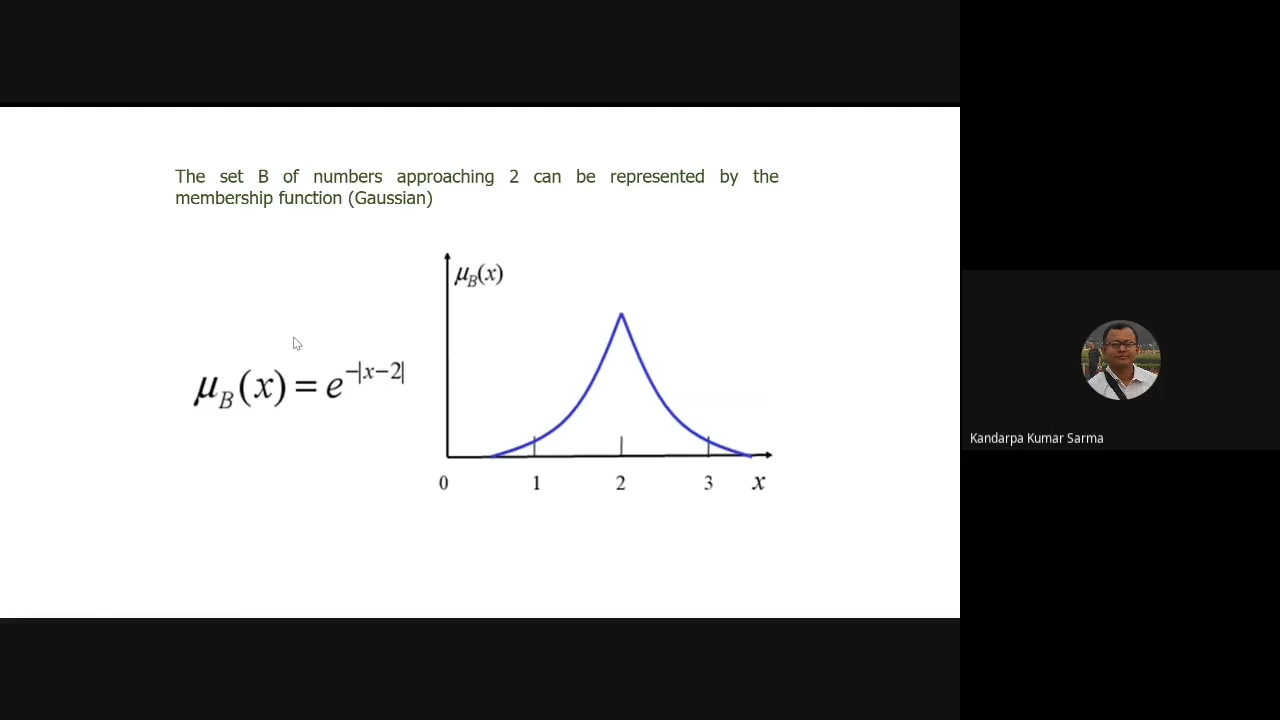 The set B of numbers approaching 2 can be represented by the
membership function (Gaussian)
μ_B(x)
μ_B(x) = e^{-|x-2|}
0 1 2 3 x
Kandarpa Kumar Sarma